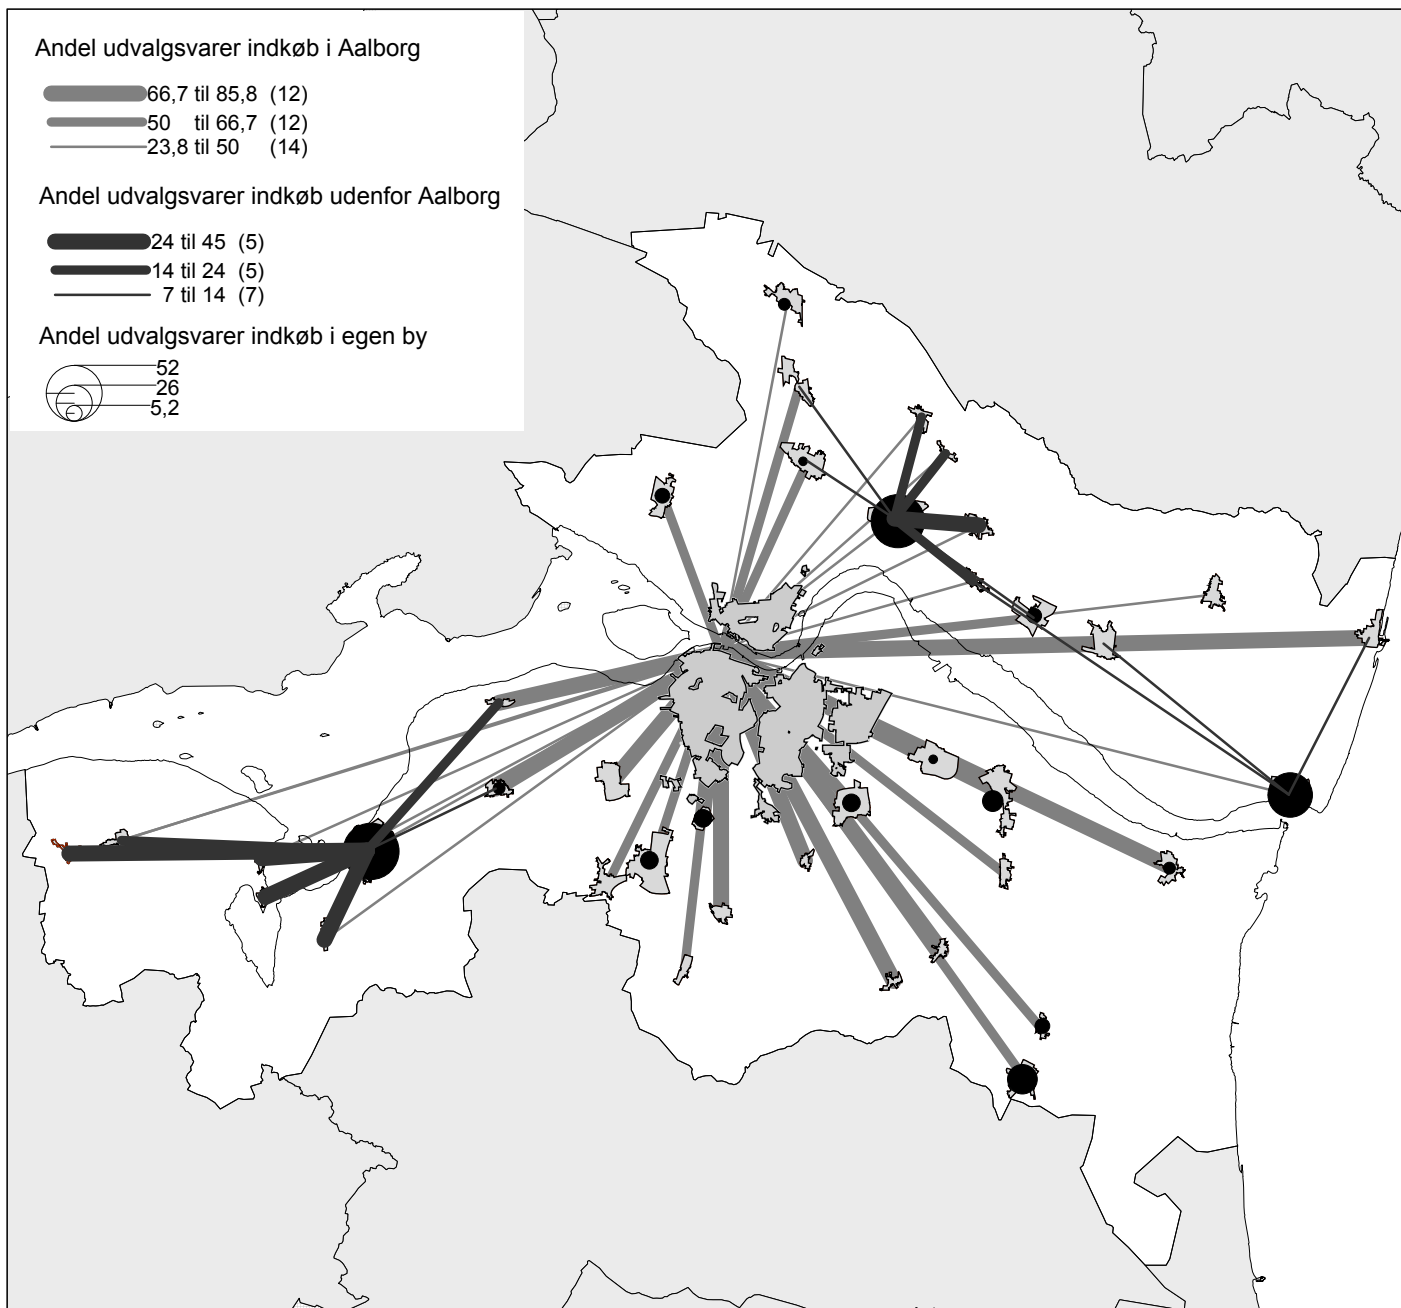 Andel udvalgsvarer indkøb i Aalborg
66,7 til 85,8 (12)
50 til 66,7 (12)
23,8 til 50 (14)
Andel udvalgsvarer indkøb udenfor Aalborg
24 til 45 (5)
14 til 24 (5)
7 til 14 (7)
Andel udvalgsvarer indkøb i egen by
52
26
5,2